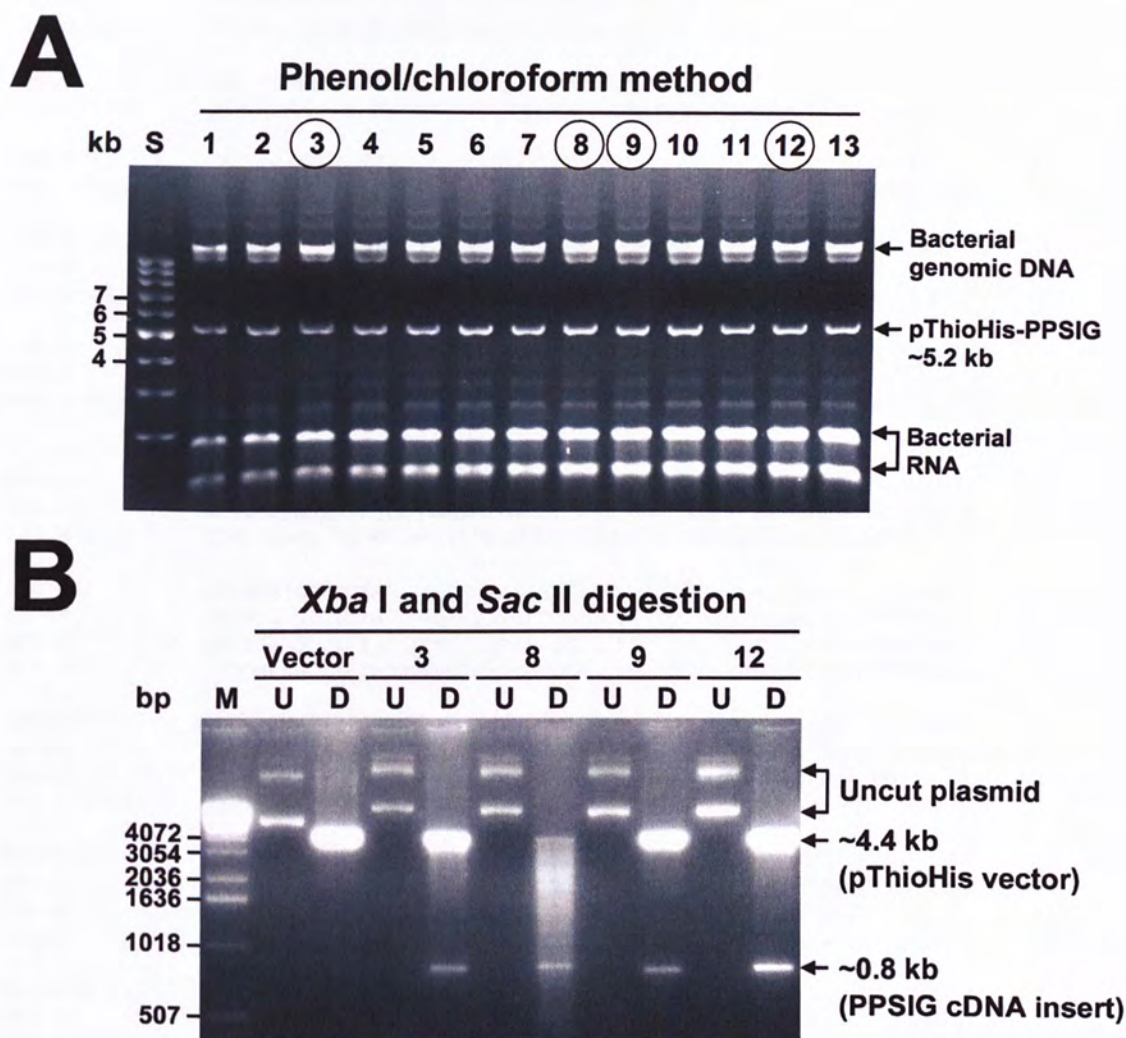 A
Phenol/chloroform method
kb S 1 2 3 4 5 6 7 8 9 10 11 12 13
Bacterial
genomic DNA
7
6
5
4
pThioHis-PPSIG
~5.2 kb
Bacterial
RNA
B
Xba I and Sac II digestion
Vector 3 8 9 12
bp M U D U D U D U D U D
Uncut plasmid
4072
3054
2036
1636
1018
507
~4.4 kb
(pThioHis vector)
~0.8 kb
(PPSIG cDNA insert)